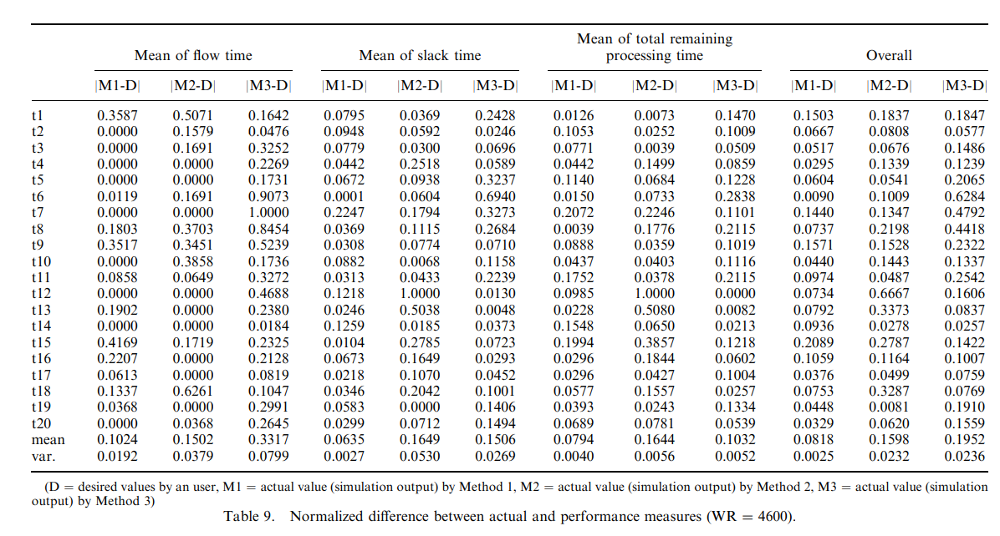 Mean of total remaining
Mean of flow time Mean of slack time processing time Overall
|M1-D| |M2-D| |M3-D| |M1-D| |M2-D| |M3-D| |M1-D| |M2-D| |M3-D| |M1-D| |M2-D| |M3-D|
t1 0.3587 0.5071 0.1642 0.0795 0.0369 0.2428 0.0126 0.0073 0.1470 0.1503 0.1837 0.1847
t2 0.0000 0.1579 0.0476 0.0948 0.0592 0.0246 0.1053 0.0252 0.1009 0.0667 0.0808 0.0577
t3 0.0000 0.1691 0.3252 0.0779 0.0300 0.0696 0.0771 0.0039 0.0509 0.0517 0.0676 0.1486
t4 0.0000 0.0000 0.2269 0.0442 0.2518 0.0589 0.0442 0.1499 0.0859 0.0295 0.1339 0.1239
t5 0.0000 0.0000 0.1731 0.0672 0.0938 0.3237 0.1140 0.0684 0.1228 0.0604 0.0541 0.2065
t6 0.0119 0.1691 0.9073 0.0001 0.0604 0.6940 0.0150 0.0733 0.2838 0.0090 0.1009 0.6284
t7 0.0000 0.0000 1.0000 0.2247 0.1794 0.3273 0.2072 0.2246 0.1101 0.1440 0.1347 0.4792
t8 0.1803 0.3703 0.8454 0.0369 0.1115 0.2684 0.0039 0.1776 0.2115 0.0737 0.2198 0.4418
t9 0.3517 0.3451 0.5239 0.0308 0.0774 0.0710 0.0888 0.0359 0.1019 0.1571 0.1528 0.2322
t10 0.0000 0.3858 0.1736 0.0882 0.0068 0.1158 0.0437 0.0403 0.1116 0.0440 0.1443 0.1337
t11 0.0858 0.0649 0.3272 0.0313 0.0433 0.2239 0.1752 0.0378 0.2115 0.0974 0.0487 0.2542
t12 0.0000 0.0000 0.4688 0.1218 1.0000 0.0130 0.0985 1.0000 0.0000 0.0734 0.6667 0.1606
t13 0.1902 0.0000 0.2380 0.0246 0.5038 0.0048 0.0228 0.5080 0.0082 0.0792 0.3373 0.0837
t14 0.0000 0.0000 0.0184 0.1259 0.0185 0.0373 0.1548 0.0650 0.0213 0.0936 0.0278 0.0257
t15 0.4169 0.1719 0.2325 0.0104 0.2785 0.0723 0.1994 0.3857 0.1218 0.2089 0.2787 0.1422
t16 0.2207 0.0000 0.2128 0.0673 0.1649 0.0293 0.0296 0.1844 0.0602 0.1059 0.1164 0.1007
t17 0.0613 0.0000 0.0819 0.0218 0.1070 0.0452 0.0296 0.0427 0.1004 0.0376 0.0499 0.0759
t18 0.1337 0.6261 0.1047 0.0346 0.2042 0.1001 0.0577 0.1557 0.0257 0.0753 0.3287 0.0769
t19 0.0368 0.0000 0.2991 0.0583 0.0000 0.1406 0.0393 0.0243 0.1334 0.0448 0.0081 0.1910
t20 0.0000 0.0368 0.2645 0.0299 0.0712 0.1494 0.0689 0.0781 0.0539 0.0329 0.0620 0.1559
mean 0.1024 0.1502 0.3317 0.0635 0.1649 0.1506 0.0794 0.1644 0.1032 0.0818 0.1598 0.1952
var. 0.0192 0.0379 0.0799 0.0027 0.0530 0.0269 0.0040 0.0056 0.0052 0.0025 0.0232 0.0236
(D = desired values by an user, M1 = actual value (simulation output) by Method 1, M2 = actual value (simulation output) by Method 2, M3 = actual value (simulation
output) by Method 3)
Table 9. Normalized difference between actual and performance measures (WR = 4600).